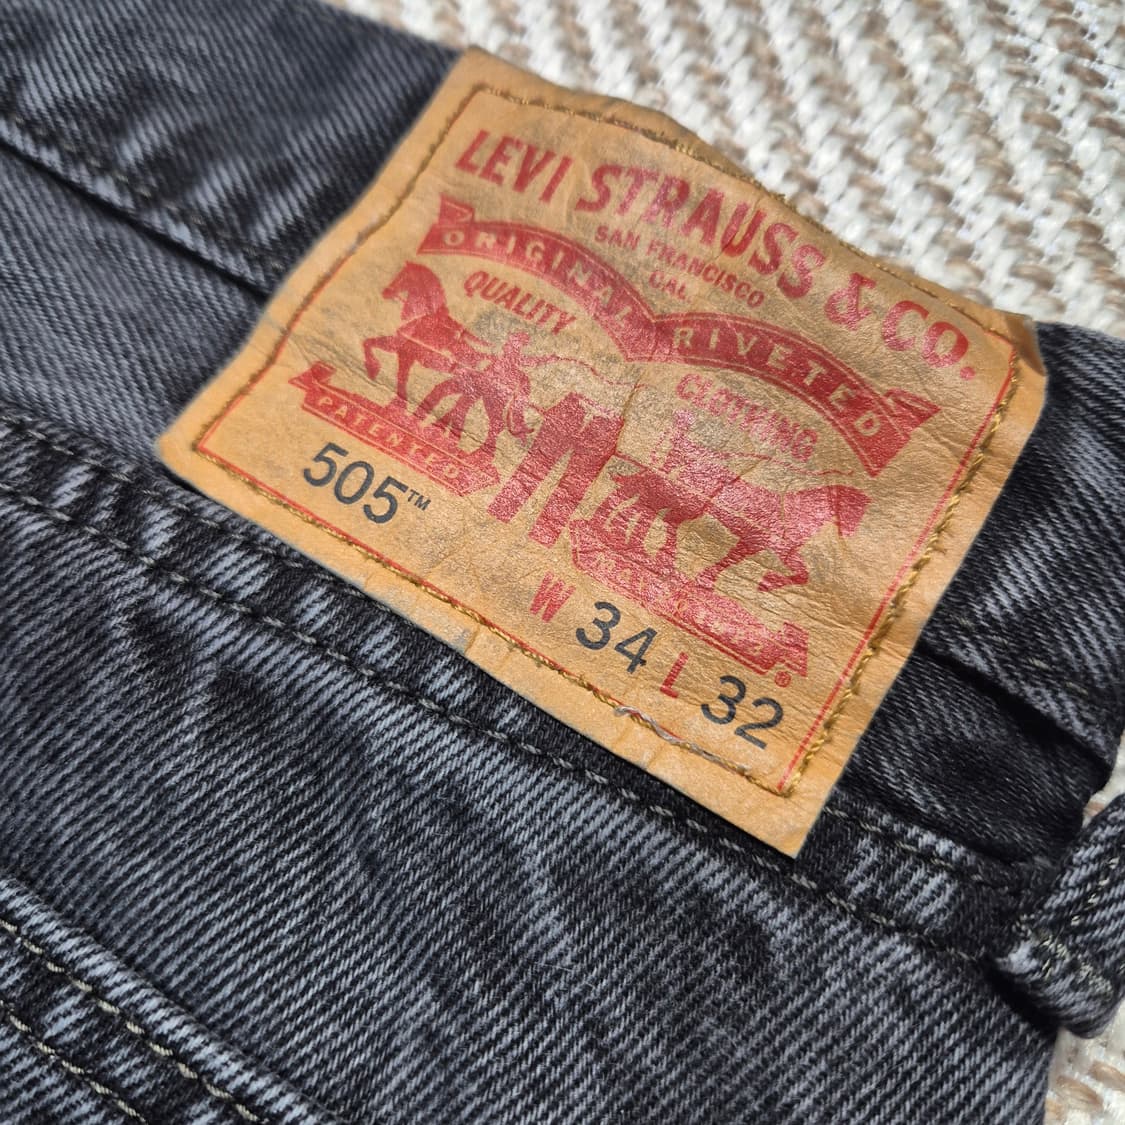 LEVI STRAUSS & CO.
SAN FRANCISCO
CAL
ORIGINAL RIVETED
QUALITY CLOTHING
PATENTED
505™
W 34 L 32
®